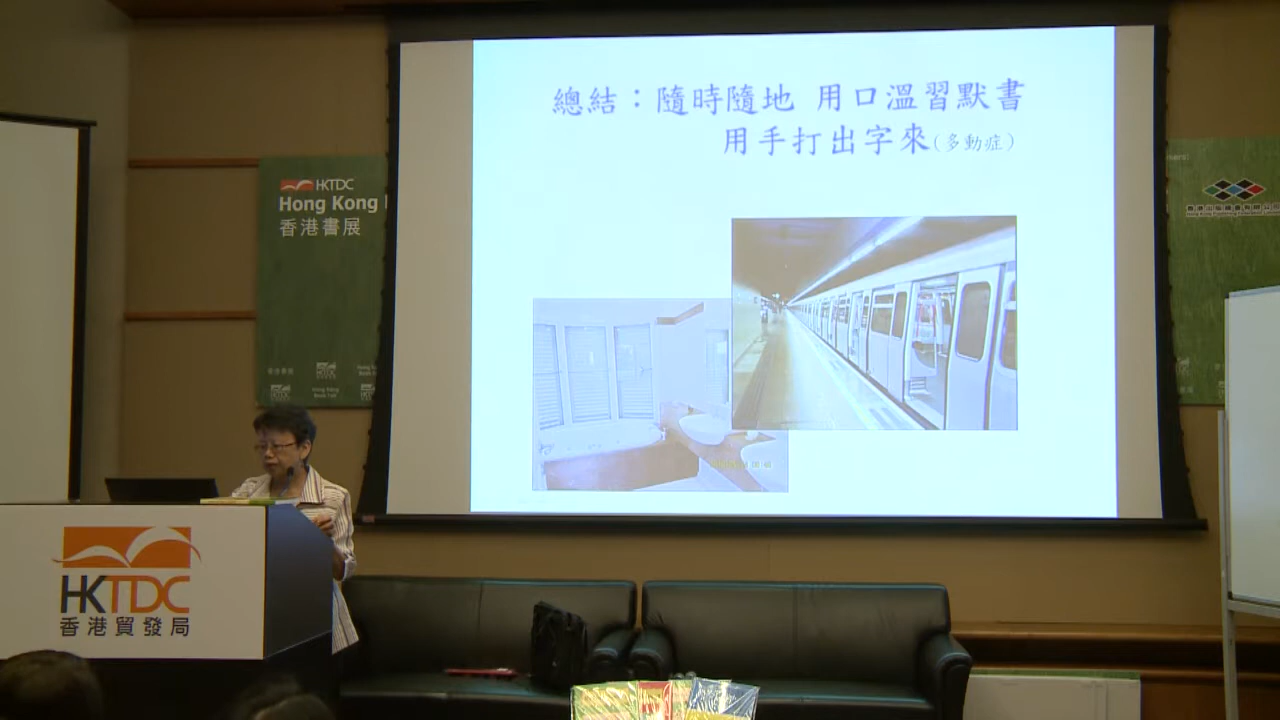 總結：隨時隨地 用口溫習默書
用手打出字來(多動症)
HKTDC
Hong Kong
香港書展
HKTDC
香港貿發局